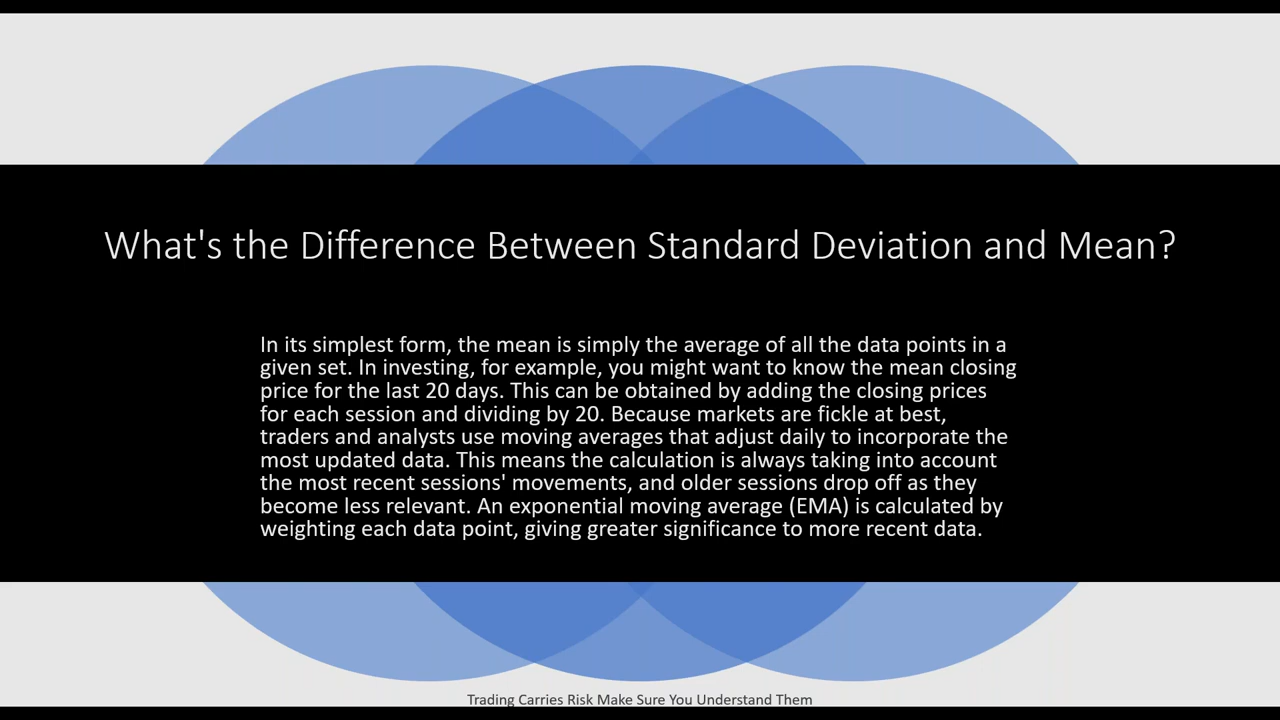 What's the Difference Between Standard Deviation and Mean?
In its simplest form, the mean is simply the average of all the data points in a
given set. In investing, for example, you might want to know the mean closing
price for the last 20 days. This can be obtained by adding the closing prices
for each session and dividing by 20. Because markets are fickle at best,
traders and analysts use moving averages that adjust daily to incorporate the
most updated data. This means the calculation is always taking into account
the most recent sessions' movements, and older sessions drop off as they
become less relevant. An exponential moving average (EMA) is calculated by
weighting each data point, giving greater significance to more recent data.
Trading Carries Risk Make Sure You Understand Them